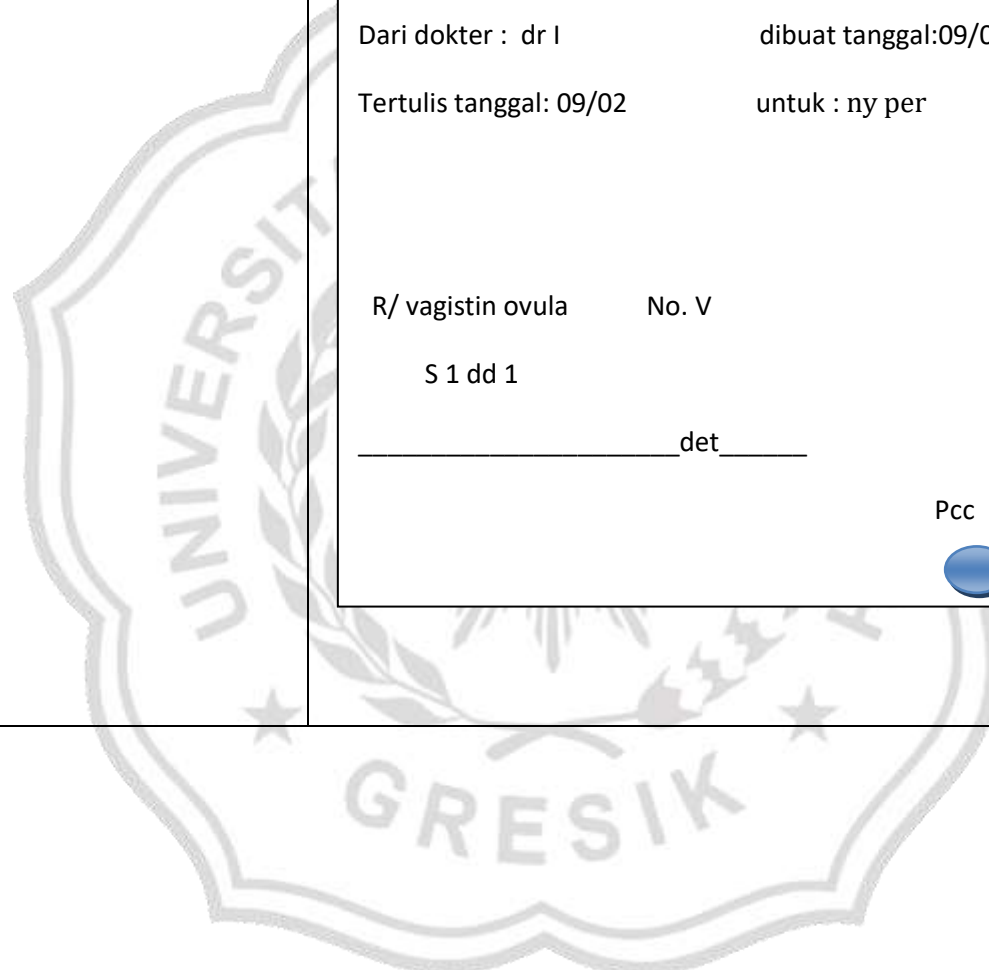 Dari dokter : dr I dibuat tanggal:09/0
Tertulis tanggal: 09/02 untuk : ny per
R/ vagistin ovula No. V
S 1 dd 1
______________________det______
Pcc
GRESIK